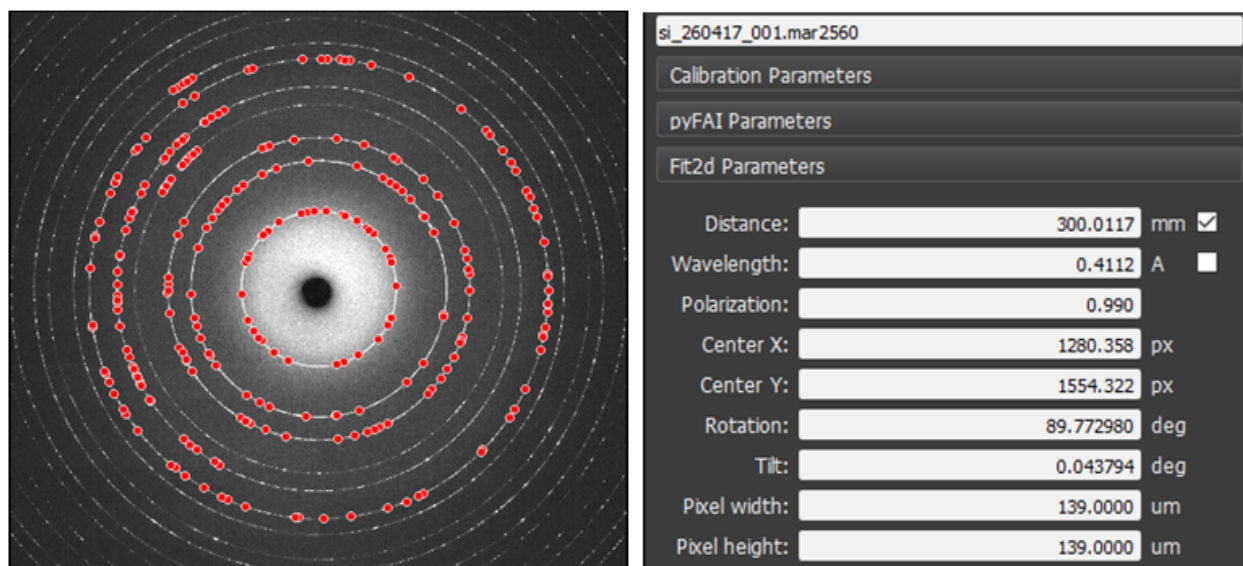 si_260417_001.mar2560
Calibration Parameters
pyFAI Parameters
Fit2d Parameters
Distance: 300.0117 mm
Wavelength: 0.4112 A
Polarization: 0.990
Center X: 1280.358 px
Center Y: 1554.322 px
Rotation: 89.772980 deg
Tilt: 0.043794 deg
Pixel width: 139.0000 um
Pixel height: 139.0000 um